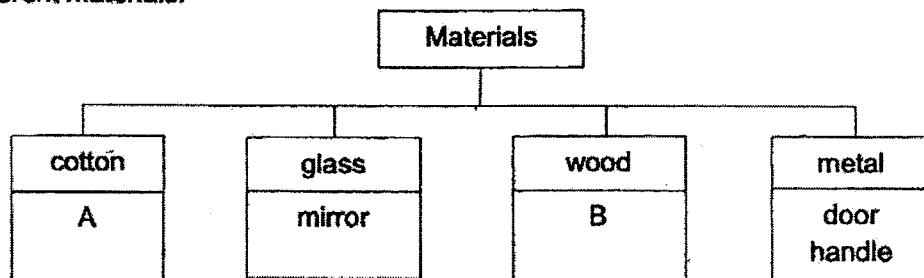 Materials
cotton
glass
wood
metal
A
mirror
B
door
handle